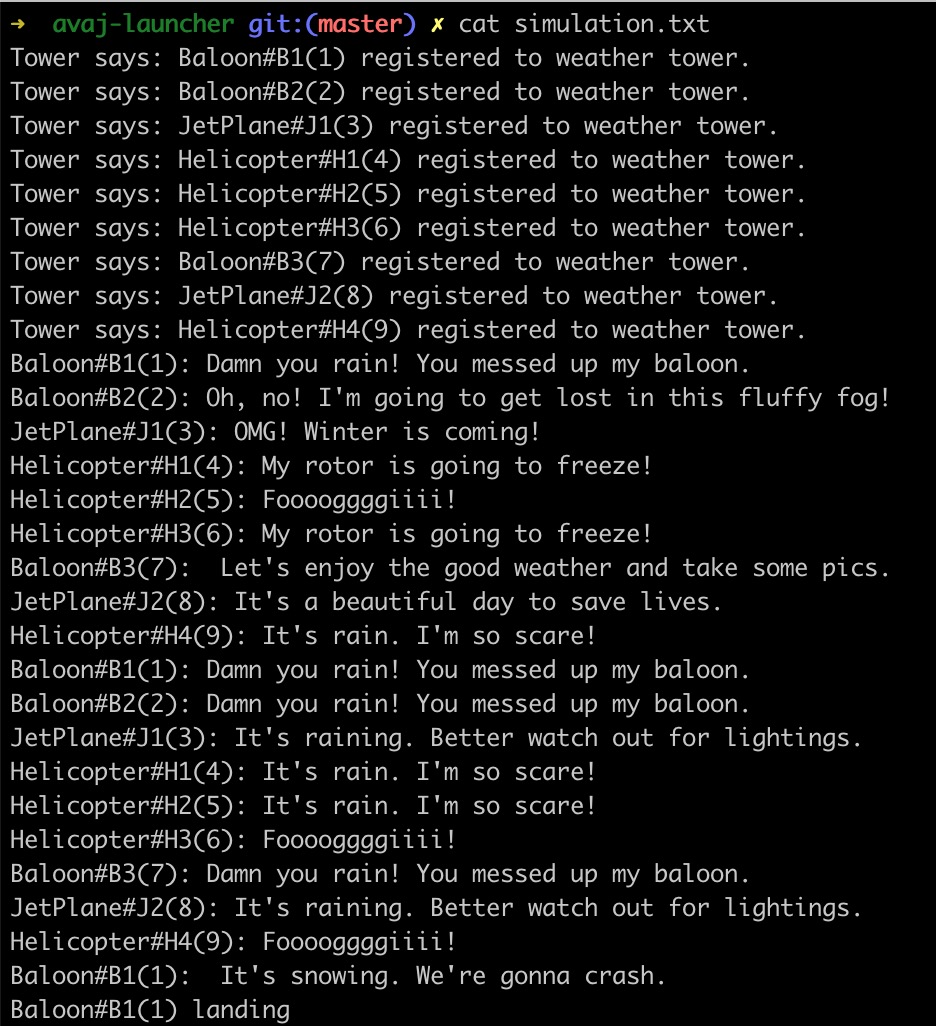 → avaj-launcher git:(master) ✗ cat simulation.txt
Tower says: Baloon#B1(1) registered to weather tower.
Tower says: Baloon#B2(2) registered to weather tower.
Tower says: JetPlane#J1(3) registered to weather tower.
Tower says: Helicopter#H1(4) registered to weather tower.
Tower says: Helicopter#H2(5) registered to weather tower.
Tower says: Helicopter#H3(6) registered to weather tower.
Tower says: Baloon#B3(7) registered to weather tower.
Tower says: JetPlane#J2(8) registered to weather tower.
Tower says: Helicopter#H4(9) registered to weather tower.
Baloon#B1(1): Damn you rain! You messed up my baloon.
Baloon#B2(2): Oh, no! I'm going to get lost in this fluffy fog!
JetPlane#J1(3): OMG! Winter is coming!
Helicopter#H1(4): My rotor is going to freeze!
Helicopter#H2(5): Fooooggggiiii!
Helicopter#H3(6): My rotor is going to freeze!
Baloon#B3(7):  Let's enjoy the good weather and take some pics.
JetPlane#J2(8): It's a beautiful day to save lives.
Helicopter#H4(9): It's rain. I'm so scare!
Baloon#B1(1): Damn you rain! You messed up my baloon.
Baloon#B2(2): Damn you rain! You messed up my baloon.
JetPlane#J1(3): It's raining. Better watch out for lightings.
Helicopter#H1(4): It's rain. I'm so scare!
Helicopter#H2(5): It's rain. I'm so scare!
Helicopter#H3(6): Fooooggggiiii!
Baloon#B3(7): Damn you rain! You messed up my baloon.
JetPlane#J2(8): It's raining. Better watch out for lightings.
Helicopter#H4(9): Fooooggggiiii!
Baloon#B1(1):  It's snowing. We're gonna crash.
Baloon#B1(1) landing